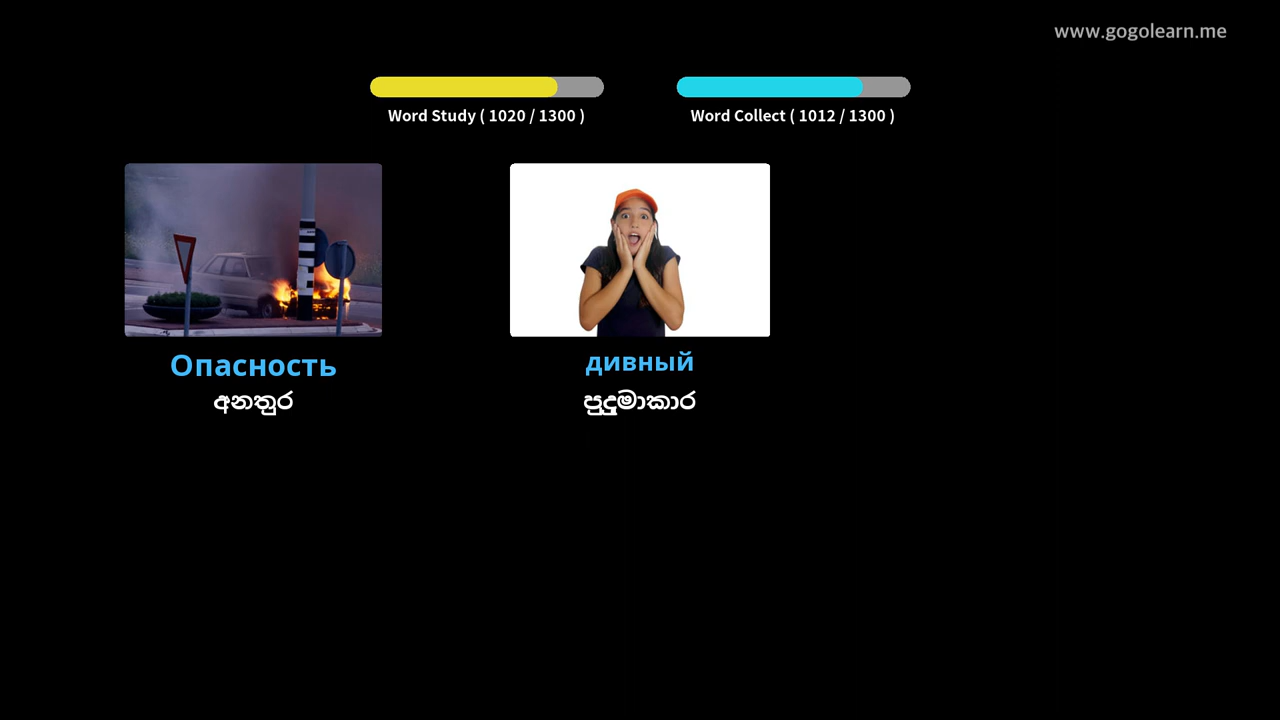 www.gogolearn.me
Word Study ( 1020 / 1300 )
Word Collect ( 1012 / 1300 )
Опасность
අනතුර
дивный
පුදුමාකාර